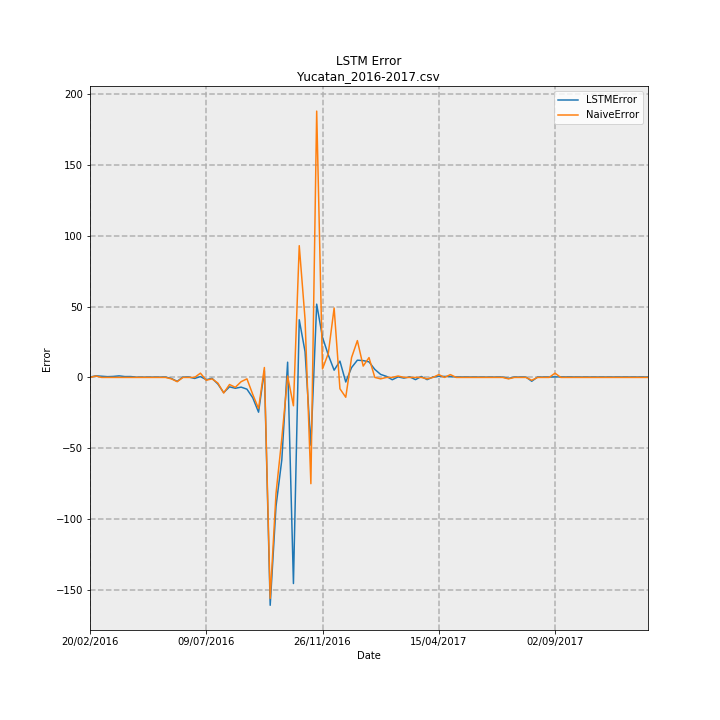 LSTM Error
Yucatan_2016-2017.csv
LSTMError
NaiveError
200
150
100
50
0
−50
−100
−150
Error
20/02/2016
09/07/2016
26/11/2016
15/04/2017
02/09/2017
Date